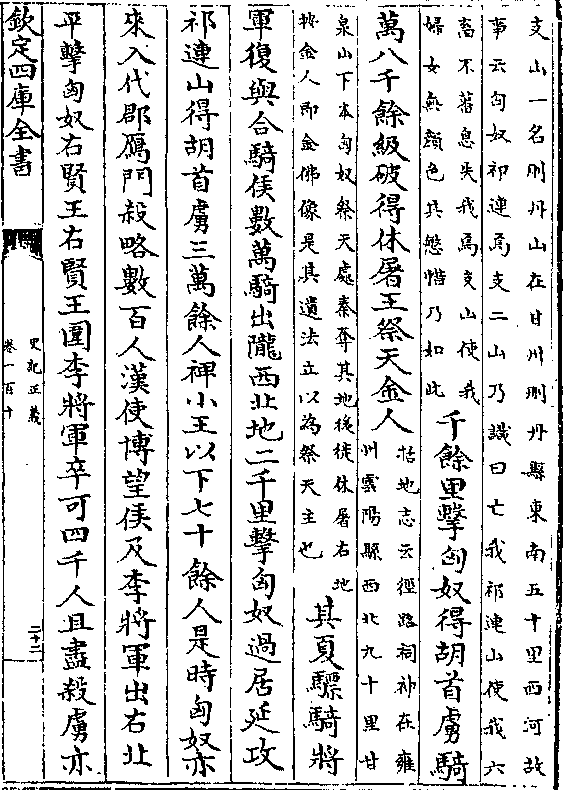 支山一名刪丹山在甘州刪丹縣東南五十里西河故
事云匈奴祁連焉支二山乃謌曰亡我祁連山使我六
畜不蕃息失我焉支山使我
婦女無顔色其慜惜乃如此
千餘里擊匈奴得胡首虜騎
萬八千餘級破得休屠王祭天金人
括地志云徑路祠神在雍
州雲陽縣西北九十里甘
泉山下本匈奴祭天處秦奪其地後徙休屠右地
按金人即金佛像是其遺法立以為祭天主也
其夏驃騎將
軍復與合騎侯數萬騎出隴西北地二千里擊匈奴過居延攻
祁連山得胡首虜三萬餘人裨小王以下七十餘人是時匈奴亦
來入代郡鴈門殺略數百人漢使博望侯及李將軍出右北
平擊匈奴右賢王右賢王圍李將軍卒可四千人且盡殺虜亦
欽定四庫全書
史記正義
卷一百十
二十二